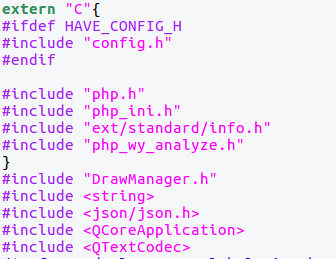 extern "C"{
#ifdef HAVE_CONFIG_H
#include "config.h"
#endif
#include "php.h"
#include "php_ini.h"
#include "ext/standard/info.h"
#include "php_wy_analyze.h"
}
#include "DrawManager.h"
#include <string>
#include <json/json.h>
#include <QCoreApplication>
#include <QTextCodec>